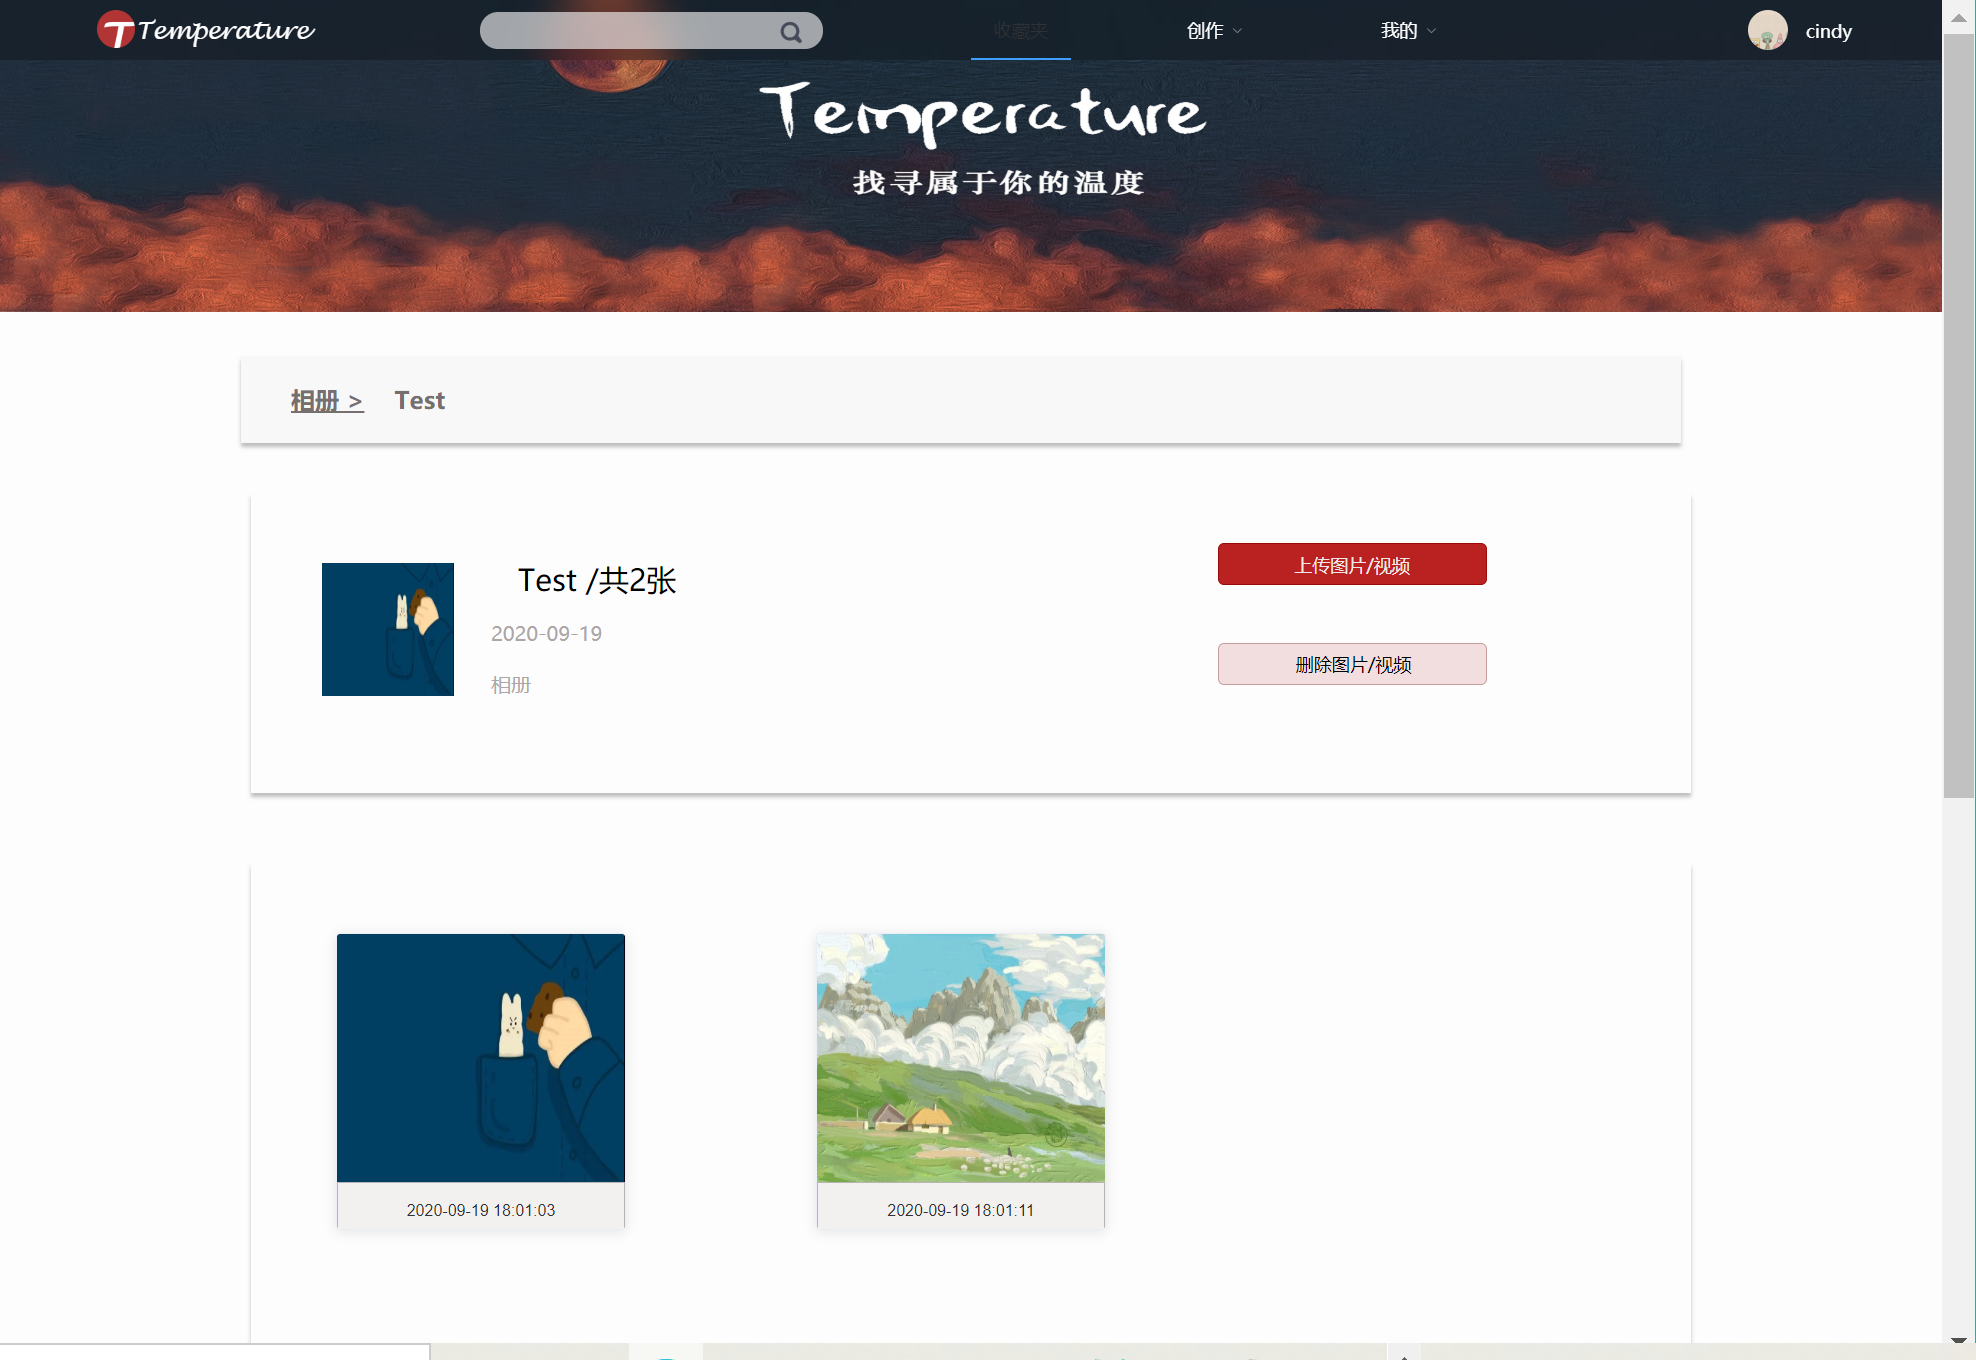 Temperature
收藏夹
创作
我的
cindy
Temperature
找寻属于你的温度
相册 >
Test
Test /共2张
2020-09-19
相册
上传图片/视频
删除图片/视频
2020-09-19 18:01:03
2020-09-19 18:01:11